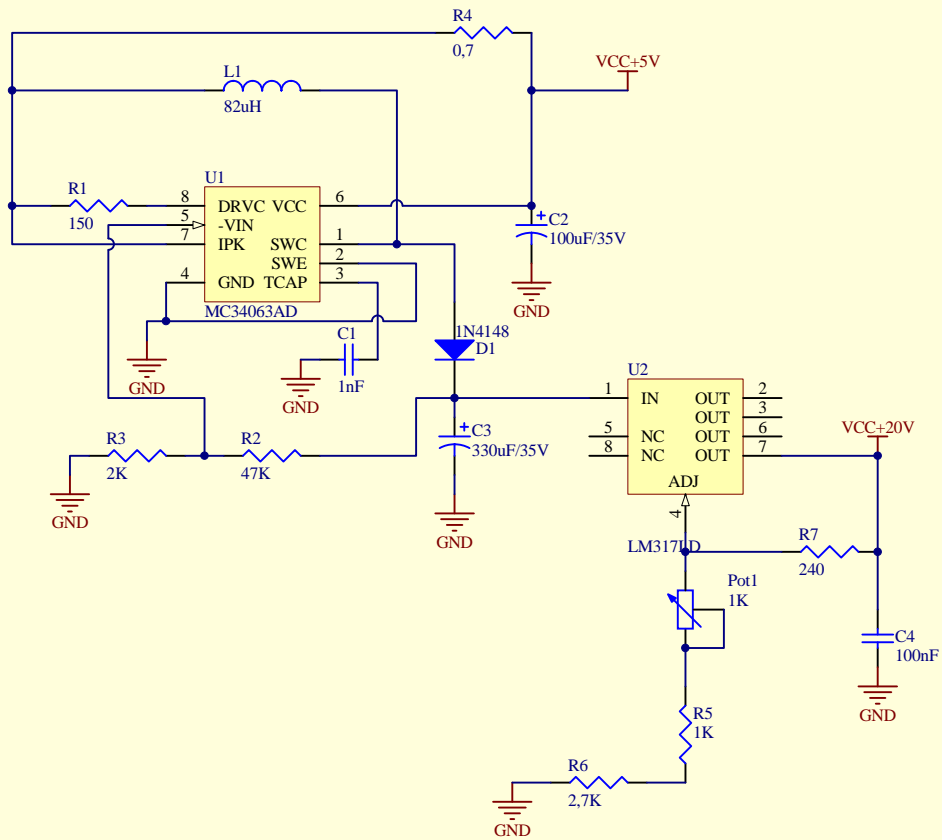 R4
0,7
VCC+5V
L1
82uH
U1
R1
150
8
5
7
4
DRVC VCC
-VIN
IPK SWC
SWE
GND TCAP
6
1
2
3
MC34063AD
C2
100uF/35V
GND
GND
C1
1nF
GND
1N4148
D1
U2
1
5
8
IN OUT
OUT
NC OUT
NC OUT
ADJ
2
3
6
7
4
VCC+20V
R3
2K
R2
47K
C3
330uF/35V
GND
GND
R7
240
Pot1
1K
C4
100nF
GND
R5
1K
R6
2,7K
GND